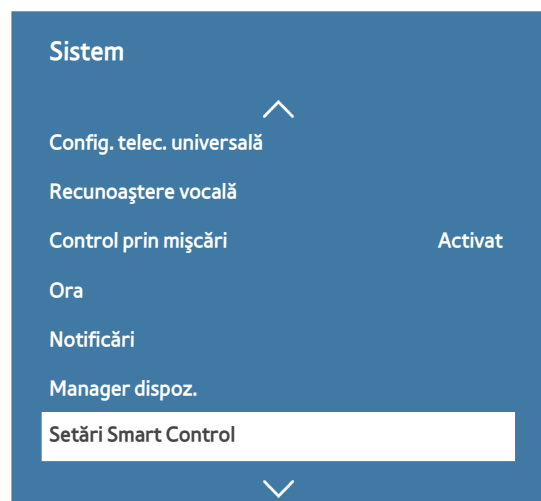 Sistem
Config. telec. universală
Recunoaştere vocală
Control prin mişcări Activat
Ora
Notificări
Manager dispoz.
Setări Smart Control